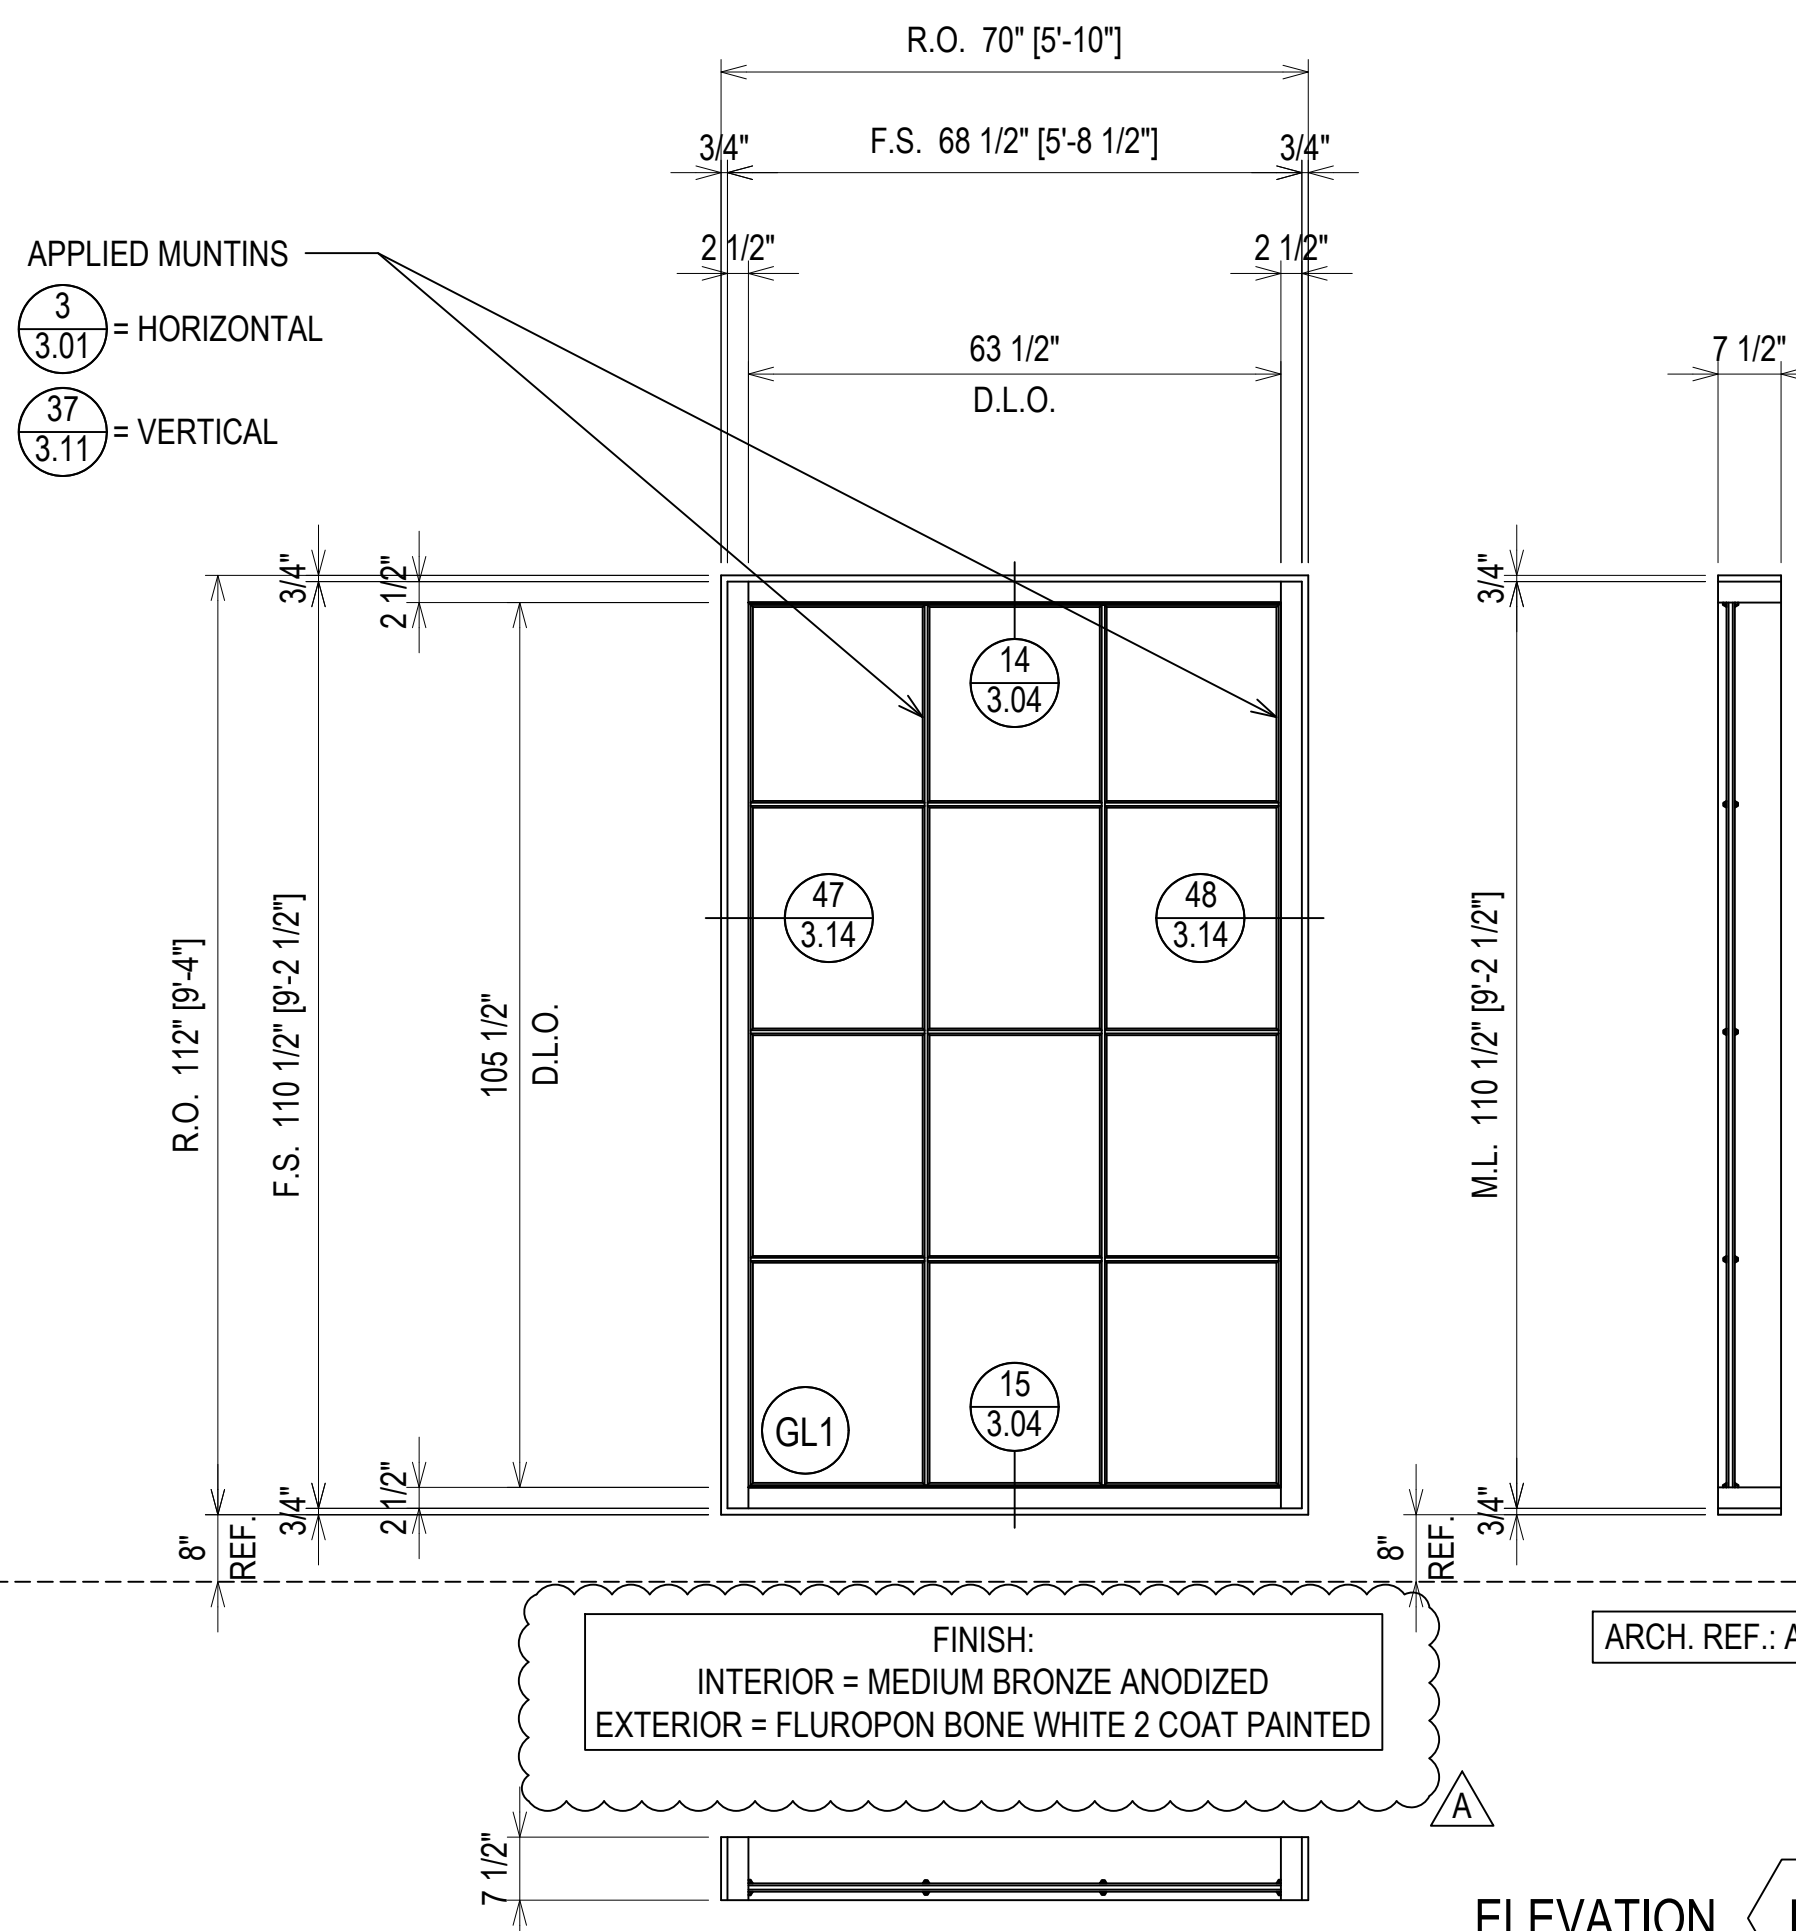 R.O. 70" [5'-10"]
3/4"
F.S. 68 1/2" [5'-8 1/2"]
3/4"
2 1/2"
2 1/2"
APPLIED MUNTINS
3
3.01
= HORIZONTAL
37
3.11
= VERTICAL
63 1/2"
D.L.O.
7 1/2"
3/4"
2 1/2"
3/4"
14
3.04
47
3.14
48
3.14
R.O. 112" [9'-4"]
F.S. 110 1/2" [9'-2 1/2"]
105 1/2"
D.L.O.
M.L. 110 1/2" [9'-2 1/2"]
GL1
15
3.04
3/4"
2 1/2"
3/4"
8"
REF.
8"
REF.
FINISH:
INTERIOR = MEDIUM BRONZE ANODIZED
EXTERIOR = FLUROPON BONE WHITE 2 COAT PAINTED
ARCH. REF.: A
A
7 1/2"
ELEVATION